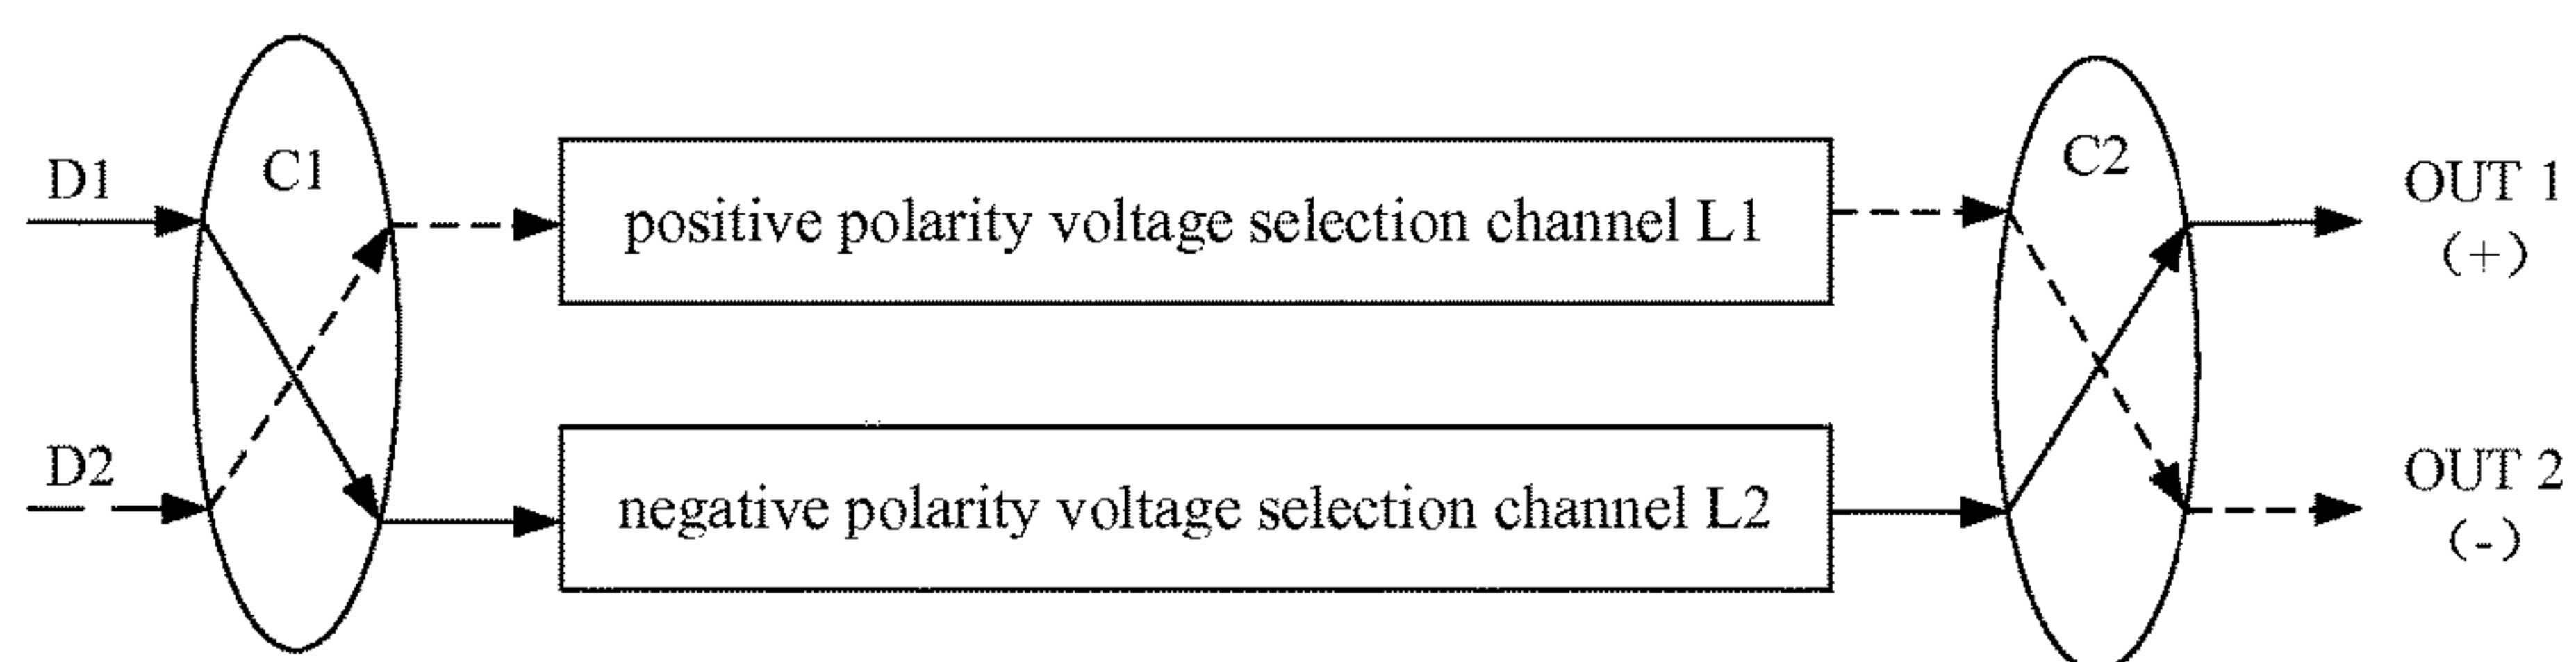 D1
C1
positive polarity voltage selection channel L1
C2
OUT 1
(+)
D2
negative polarity voltage selection channel L2
OUT 2
(-)